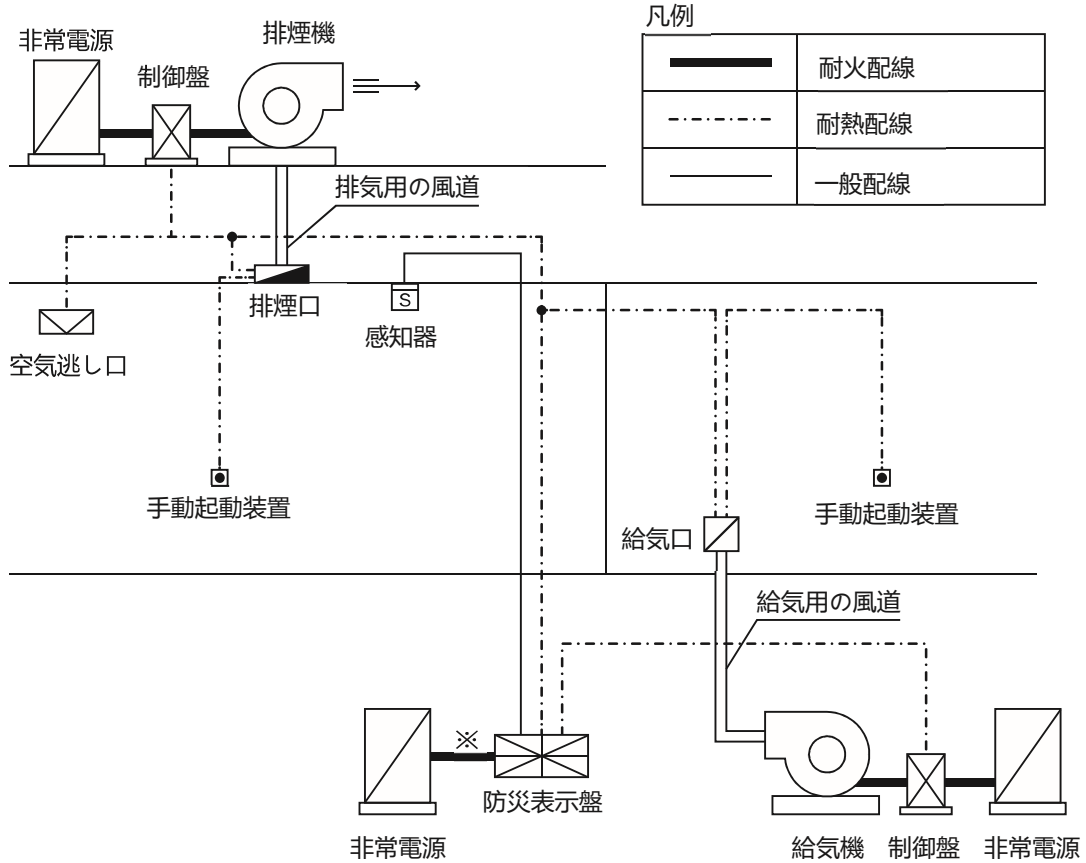 凡例
非常電源
排煙機
制御盤
耐火配線
耐熱配線
一般配線
排気用の風道
排煙口
S
感知器
空気逃し口
手動起動装置
手動起動装置
給気口
給気用の風道
※
防災表示盤
非常電源
給気機
制御盤
非常電源